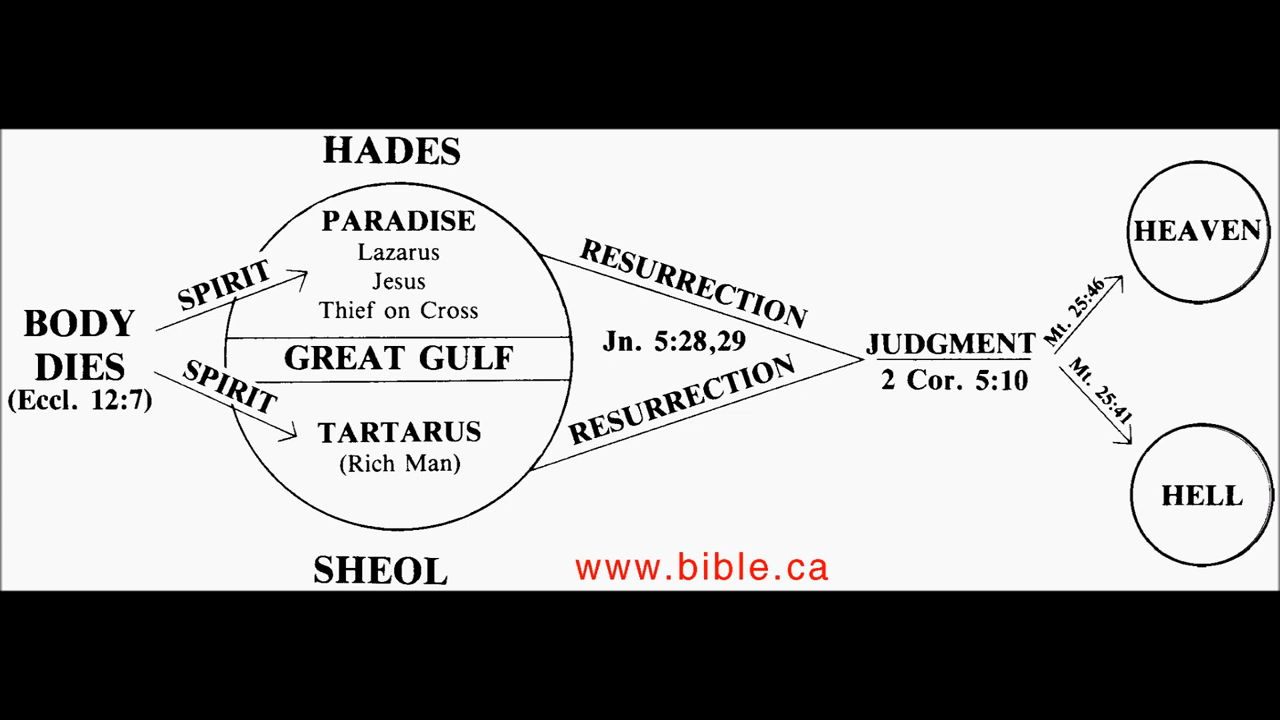 HADES
PARADISE
Lazarus
Jesus
Thief on Cross
SPIRIT
BODY
DIES
(Eccl. 12:7)
GREAT GULF
SPIRIT
TARTARUS
(Rich Man)
SHEOL
RESURRECTION
Jn. 5:28,29
RESURRECTION
JUDGMENT
2 Cor. 5:10
Mt. 25:46
Mt. 25:41
HEAVEN
HELL
www.bible.ca